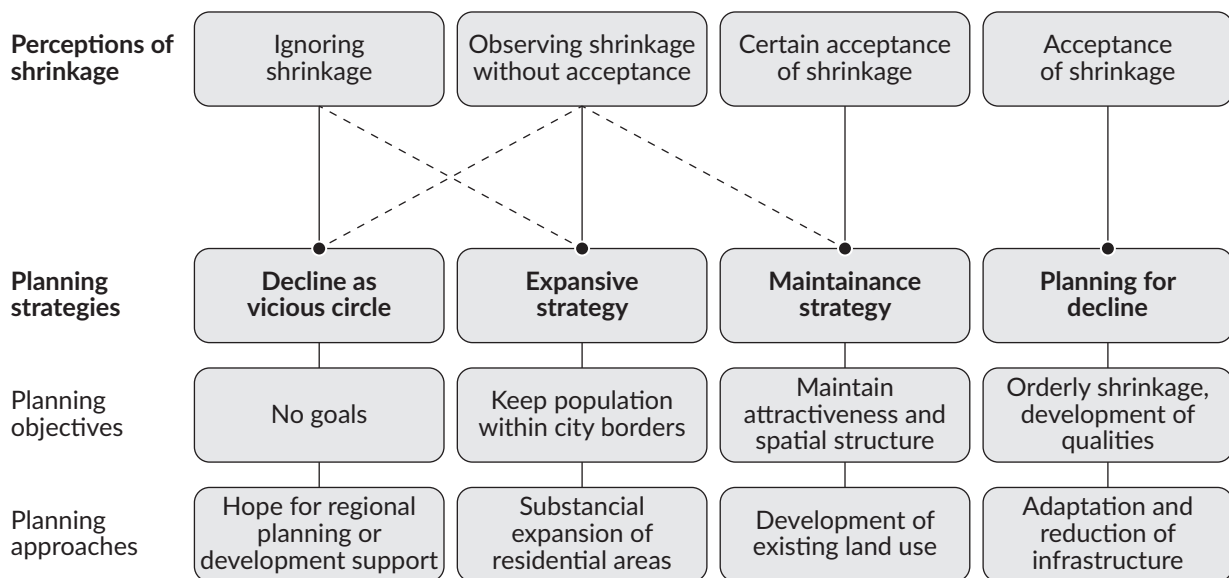 Perceptions of
shrinkage
Ignoring
shrinkage
Observing shrinkage
without acceptance
Certain acceptance
of shrinkage
Acceptance
of shrinkage
Planning
strategies
Decline as
vicious circle
Expansive
strategy
Maintainance
strategy
Planning for
decline
Planning
objectives
No goals
Keep population
within city borders
Maintain
attractiveness and
spatial structure
Orderly shrinkage,
development of
qualities
Planning
approaches
Hope for regional
planning or
development support
Substancial
expansion of
residential areas
Development of
existing land use
Adaptation and
reduction of
infrastructure